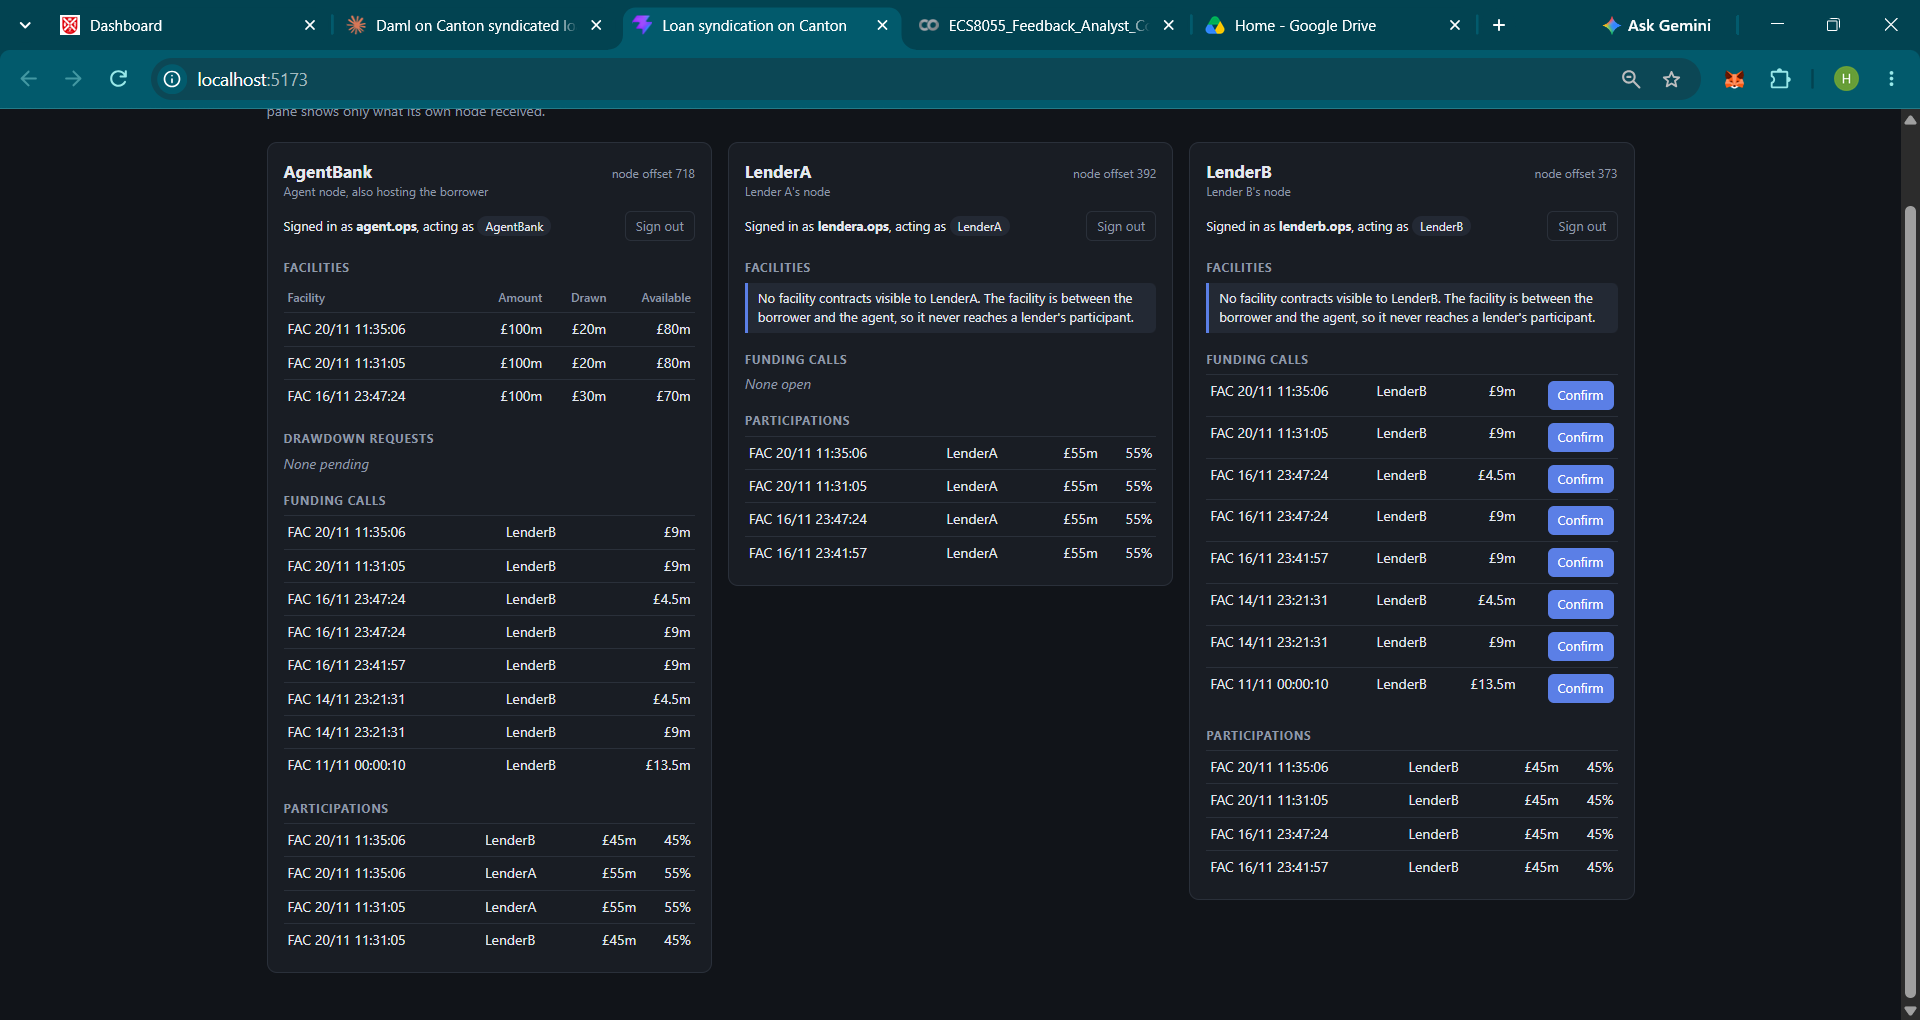 Dashboard
Daml on Canton syndicated lo
Loan syndication on Canton
ECS8055_Feedback_Analyst_C
Home - Google Drive
Ask Gemini
localhost:5173
H
pane shows only what its own node received.
AgentBank
node offset 718
Agent node, also hosting the borrower
Signed in as agent.ops, acting as AgentBank
Sign out
FACILITIES
Facility Amount Drawn Available
FAC 20/11 11:35:06 £100m £20m £80m
FAC 20/11 11:31:05 £100m £20m £80m
FAC 16/11 23:47:24 £100m £30m £70m
DRAWDOWN REQUESTS
None pending
FUNDING CALLS
FAC 20/11 11:35:06 LenderB £9m
FAC 20/11 11:31:05 LenderB £9m
FAC 16/11 23:47:24 LenderB £4.5m
FAC 16/11 23:47:24 LenderB £9m
FAC 16/11 23:41:57 LenderB £9m
FAC 14/11 23:21:31 LenderB £4.5m
FAC 14/11 23:21:31 LenderB £9m
FAC 11/11 00:00:10 LenderB £13.5m
PARTICIPATIONS
FAC 20/11 11:35:06 LenderB £45m 45%
FAC 20/11 11:35:06 LenderA £55m 55%
FAC 20/11 11:31:05 LenderA £55m 55%
FAC 20/11 11:31:05 LenderB £45m 45%
LenderA
node offset 392
Lender A's node
Signed in as lendera.ops, acting as LenderA
Sign out
FACILITIES
No facility contracts visible to LenderA. The facility is between the
borrower and the agent, so it never reaches a lender's participant.
FUNDING CALLS
None open
PARTICIPATIONS
FAC 20/11 11:35:06 LenderA £55m 55%
FAC 20/11 11:31:05 LenderA £55m 55%
FAC 16/11 23:47:24 LenderA £55m 55%
FAC 16/11 23:41:57 LenderA £55m 55%
LenderB
node offset 373
Lender B's node
Signed in as lenderb.ops, acting as LenderB
Sign out
FACILITIES
No facility contracts visible to LenderB. The facility is between the
borrower and the agent, so it never reaches a lender's participant.
FUNDING CALLS
FAC 20/11 11:35:06 LenderB £9m Confirm
FAC 20/11 11:31:05 LenderB £9m Confirm
FAC 16/11 23:47:24 LenderB £4.5m Confirm
FAC 16/11 23:47:24 LenderB £9m Confirm
FAC 16/11 23:41:57 LenderB £9m Confirm
FAC 14/11 23:21:31 LenderB £4.5m Confirm
FAC 14/11 23:21:31 LenderB £9m Confirm
FAC 11/11 00:00:10 LenderB £13.5m Confirm
PARTICIPATIONS
FAC 20/11 11:35:06 LenderB £45m 45%
FAC 20/11 11:31:05 LenderB £45m 45%
FAC 16/11 23:47:24 LenderB £45m 45%
FAC 16/11 23:41:57 LenderB £45m 45%